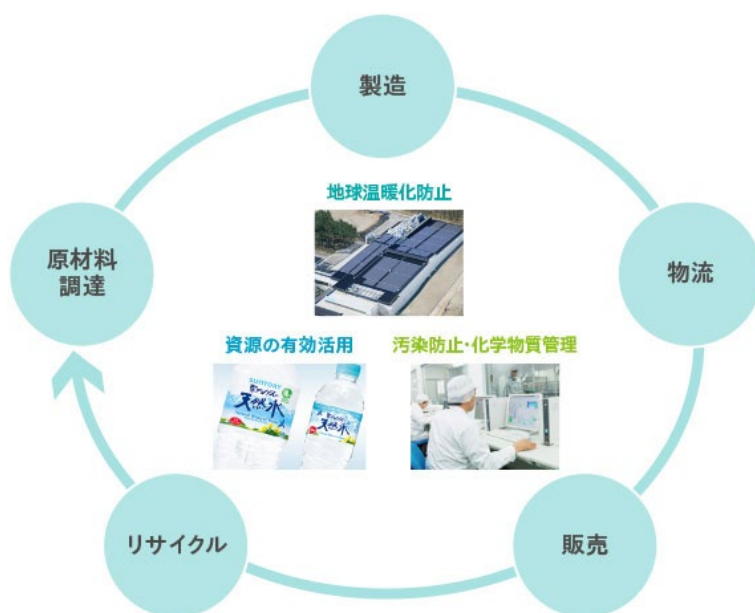 製造
地球温暖化防止
原材料
調達
物流
資源の有効活用
汚染防止・化学物質管理
SUNTORY
天然水
天然水
リサイクル
販売